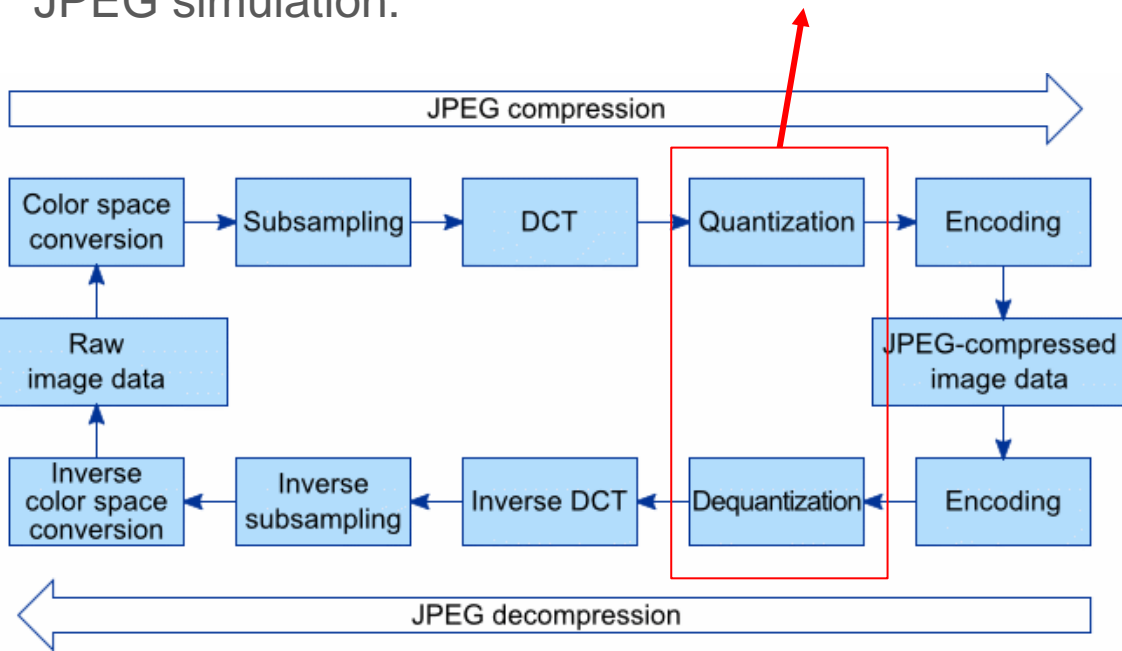 JPEG simulation:
JPEG compression
Color space
conversion
Subsampling
DCT
Quantization
Encoding
Raw
image data
JPEG-compressed
image data
Inverse
color space
conversion
Inverse
subsampling
Inverse DCT
Dequantization
Encoding
JPEG decompression